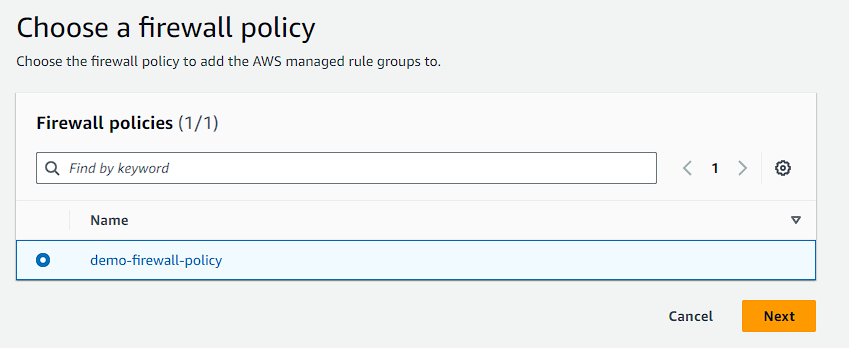 Choose a firewall policy
Choose the firewall policy to add the AWS managed rule groups to.
Firewall policies (1/1)
Find by keyword
1
Name
demo-firewall-policy
Cancel
Next